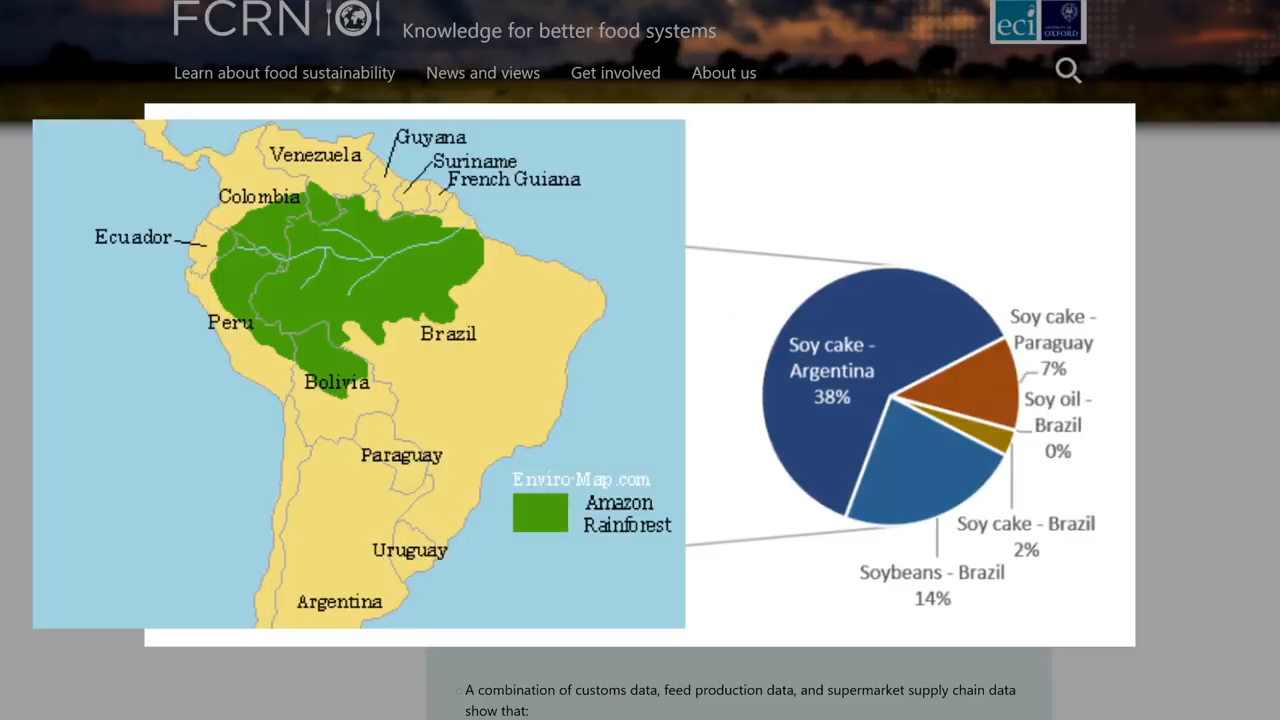 FCRN
Knowledge for better food systems
eci
UNIVERSITY OF
OXFORD
Learn about food sustainability
News and views
Get involved
About us
Guyana
Venezuela
Suriname
French Guiana
Colombia
Ecuador
Peru
Brazil
Bolivia
Paraguay
Enviro-Map.com
Amazon
Rainforest
Uruguay
Argentina
Soy cake -
Argentina
38%
Soy cake -
Paraguay
7%
Soy oil -
Brazil
0%
Soy cake - Brazil
2%
Soybeans - Brazil
14%
A combination of customs data, feed production data, and supermarket supply chain data
show that: